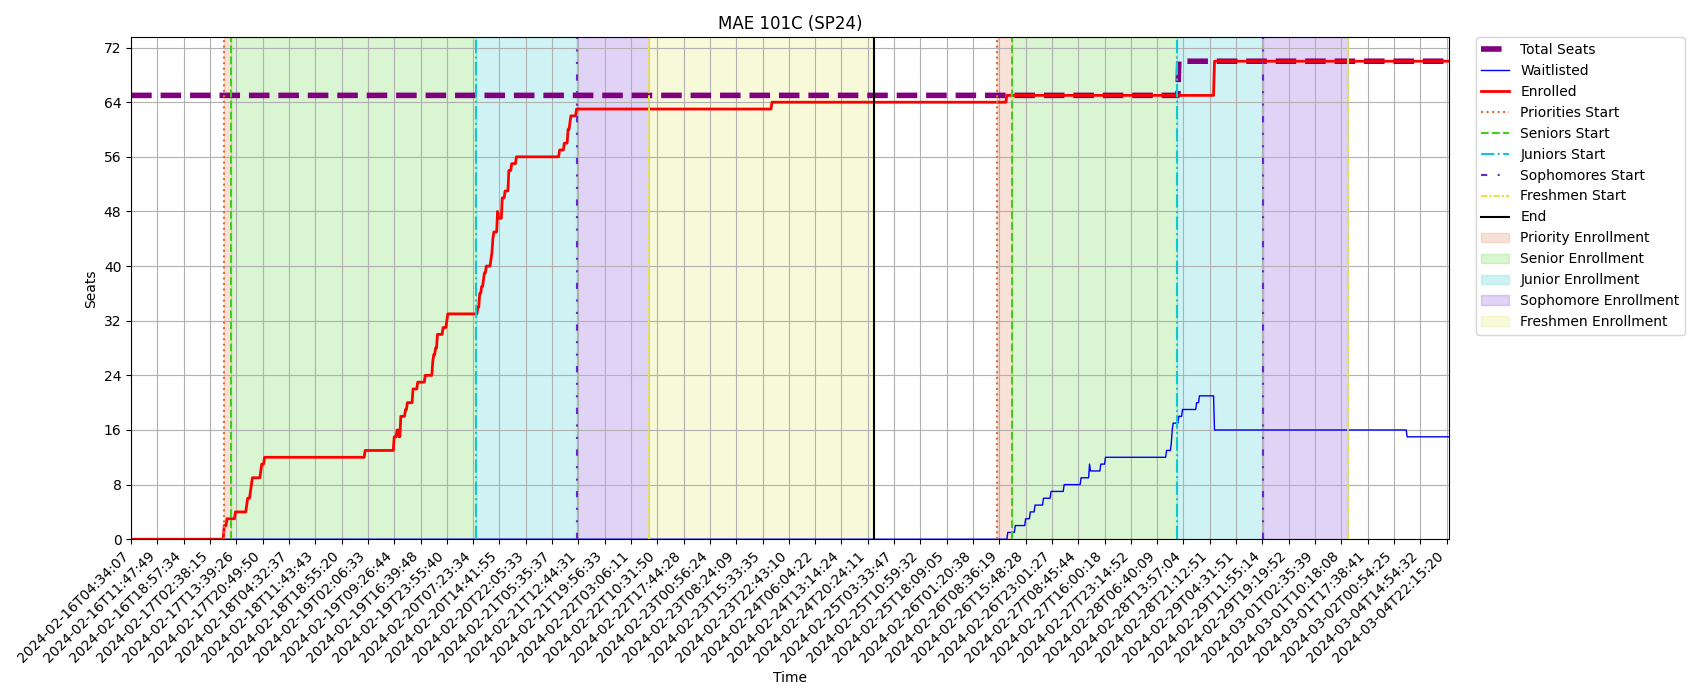 MAE 101C (SP24)
Seats
72
64
56
48
40
32
24
16
8
0
2024-02-16T04:34:07
2024-02-16T11:47:49
2024-02-16T18:57:34
2024-02-17T02:38:15
2024-02-17T13:39:26
2024-02-17T20:49:50
2024-02-18T04:32:37
2024-02-18T11:43:43
2024-02-18T18:55:20
2024-02-19T02:06:33
2024-02-19T09:26:44
2024-02-19T16:39:48
2024-02-19T23:55:40
2024-02-20T07:23:34
2024-02-20T14:41:55
2024-02-20T22:05:33
2024-02-21T05:35:37
2024-02-21T12:44:31
2024-02-21T19:56:33
2024-02-22T03:06:11
2024-02-22T10:31:50
2024-02-22T17:44:28
2024-02-23T00:56:24
2024-02-23T08:24:09
2024-02-23T15:33:35
2024-02-23T22:43:10
2024-02-24T06:04:22
2024-02-24T13:14:24
2024-02-24T20:24:11
2024-02-25T03:33:47
2024-02-25T10:59:32
2024-02-25T18:09:05
2024-02-26T01:20:38
2024-02-26T08:36:19
2024-02-26T15:48:28
2024-02-26T23:01:27
2024-02-27T08:45:44
2024-02-27T16:00:18
2024-02-27T23:14:52
2024-02-28T06:40:09
2024-02-28T13:57:04
2024-02-28T21:12:51
2024-02-29T04:31:51
2024-02-29T11:55:14
2024-02-29T19:19:52
2024-03-01T02:35:39
2024-03-01T10:18:08
2024-03-01T17:38:41
2024-03-02T00:54:25
2024-03-04T14:54:32
2024-03-04T22:15:20
Time
Total Seats
Waitlisted
Enrolled
Priorities Start
Seniors Start
Juniors Start
Sophomores Start
Freshmen Start
End
Priority Enrollment
Senior Enrollment
Junior Enrollment
Sophomore Enrollment
Freshmen Enrollment